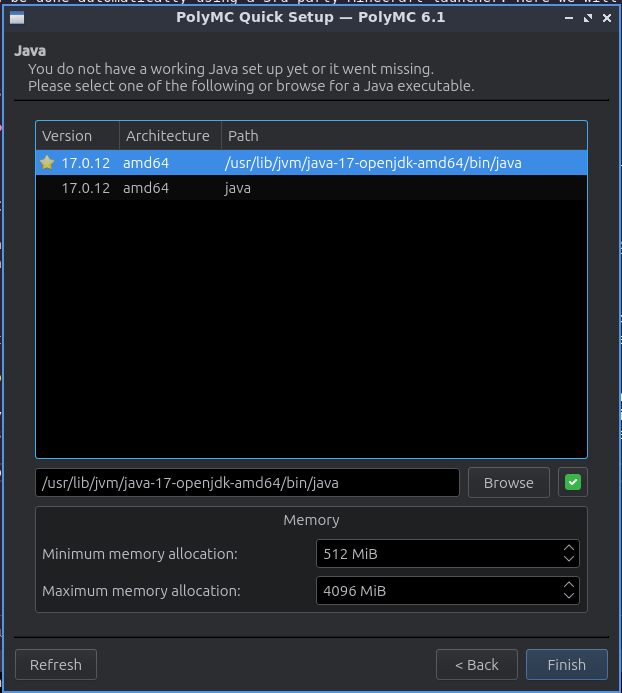 PolyMC Quick Setup — PolyMC 6.1
Java
You do not have a working Java set up yet or it went missing.
Please select one of the following or browse for a Java executable.
Version Architecture Path
17.0.12 amd64 /usr/lib/jvm/java-17-openjdk-amd64/bin/java
17.0.12 amd64 java
/usr/lib/jvm/java-17-openjdk-amd64/bin/java Browse
Memory
Minimum memory allocation: 512 MiB
Maximum memory allocation: 4096 MiB
Refresh < Back Finish